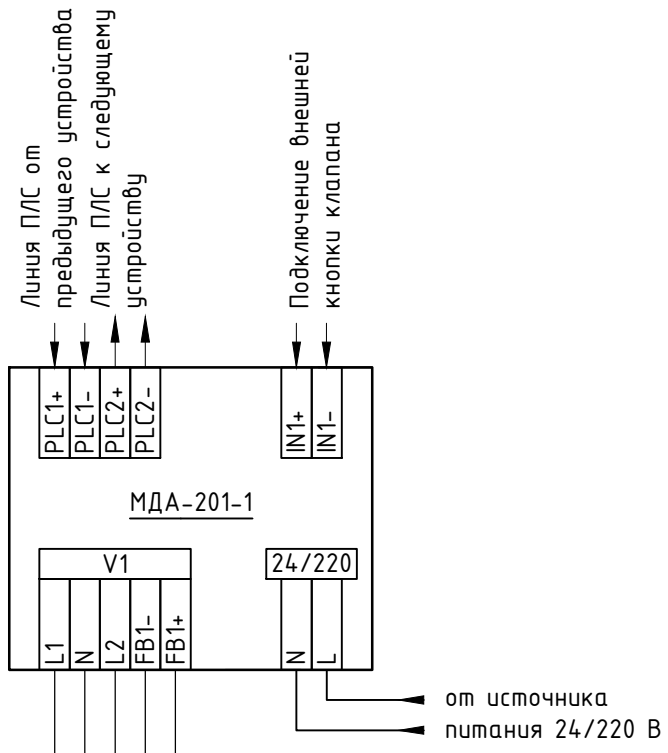 Линия ПЛС от
предыдущего устройства
Линия ПЛС к следующему
устройству
Подключение внешней
кнопки клапана
PLC1+
PLC1-
PLC2+
PLC2-
IN1+
IN1-
МДА-201-1
V1
24/220
L1
N
L2
FB1-
FB1+
N
L
от источника
питания 24/220 В